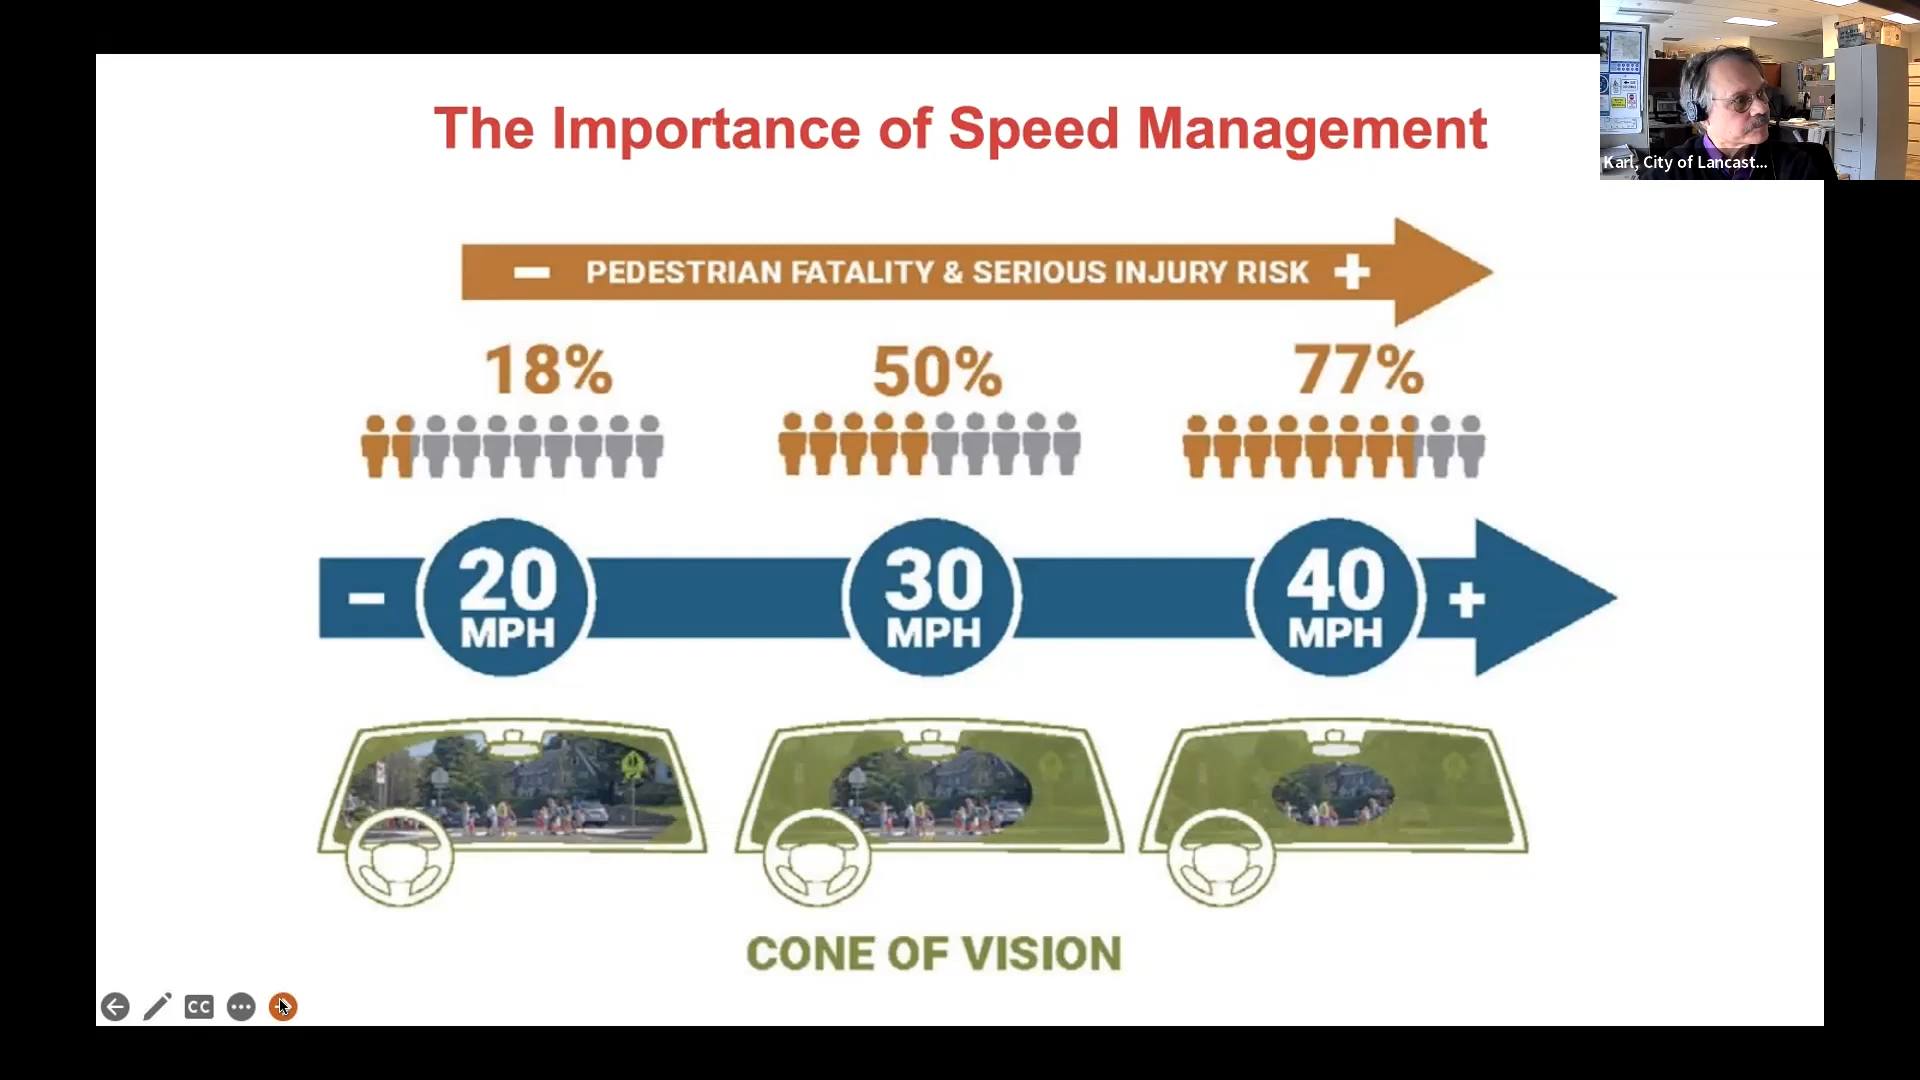 The Importance of Speed Management
Karl, City of Lancast...
− PEDESTRIAN FATALITY & SERIOUS INJURY RISK +
18% 50% 77%
− 20 MPH 30 MPH 40 MPH +
CONE OF VISION
CC